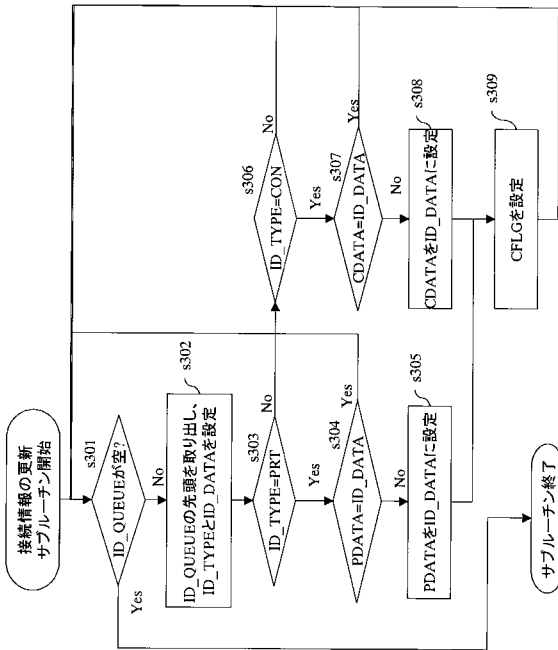 接続情報の更新
サブルーチン開始
s301
ID_QUEUEが空?
Yes
No
s302
ID_QUEUEの先頭を取り出し、
ID_TYPEとID_DATAを設定
s303
ID_TYPE=PRT
No
Yes
s304
PDATA=ID_DATA
Yes
No
s305
PDATAをID_DATAに設定
s306
ID_TYPE=CON
No
Yes
s307
CDATA=ID_DATA
Yes
No
s308
CDATAをID_DATAに設定
s309
CFLGを設定
サブルーチン終了